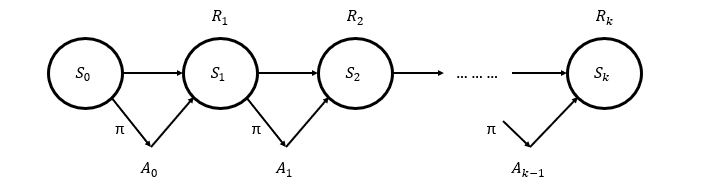 R₁ R₂ Rₖ
S₀ S₁ S₂ ... ... ... Sₖ
π π π
A₀ A₁ Aₖ₋₁